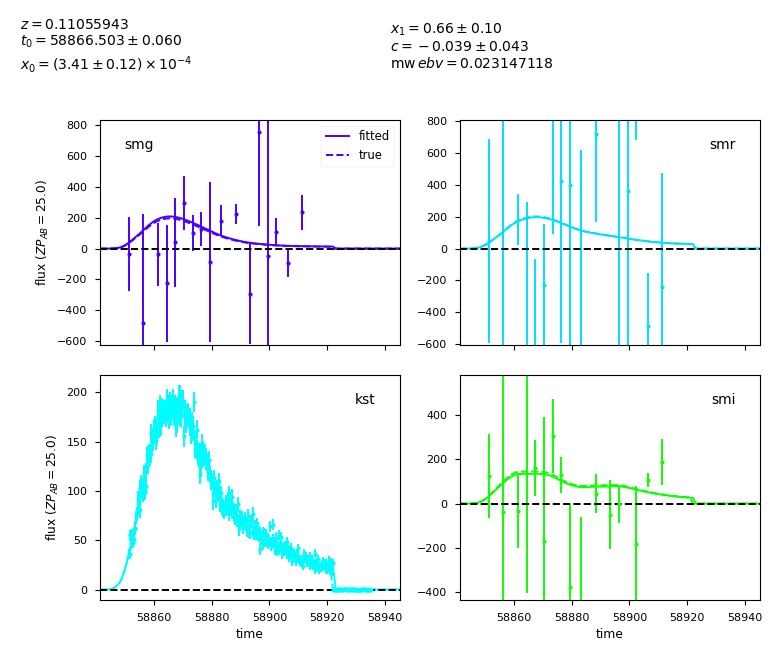 z = 0.11055943
t₀ = 58866.503 ± 0.060
x₀ = (3.41 ± 0.12) × 10⁻⁴
x₁ = 0.66 ± 0.10
c = −0.039 ± 0.043
mw ebv = 0.023147118
800
600
400
200
0
−200
−400
−600
flux (ZP_AB = 25.0)
smg
fitted
true
800
600
400
200
0
−200
−400
−600
smr
200
150
100
50
0
flux (ZP_AB = 25.0)
kst
58860 58880 58900 58920 58940
time
400
200
0
−200
−400
smi
58860 58880 58900 58920 58940
time